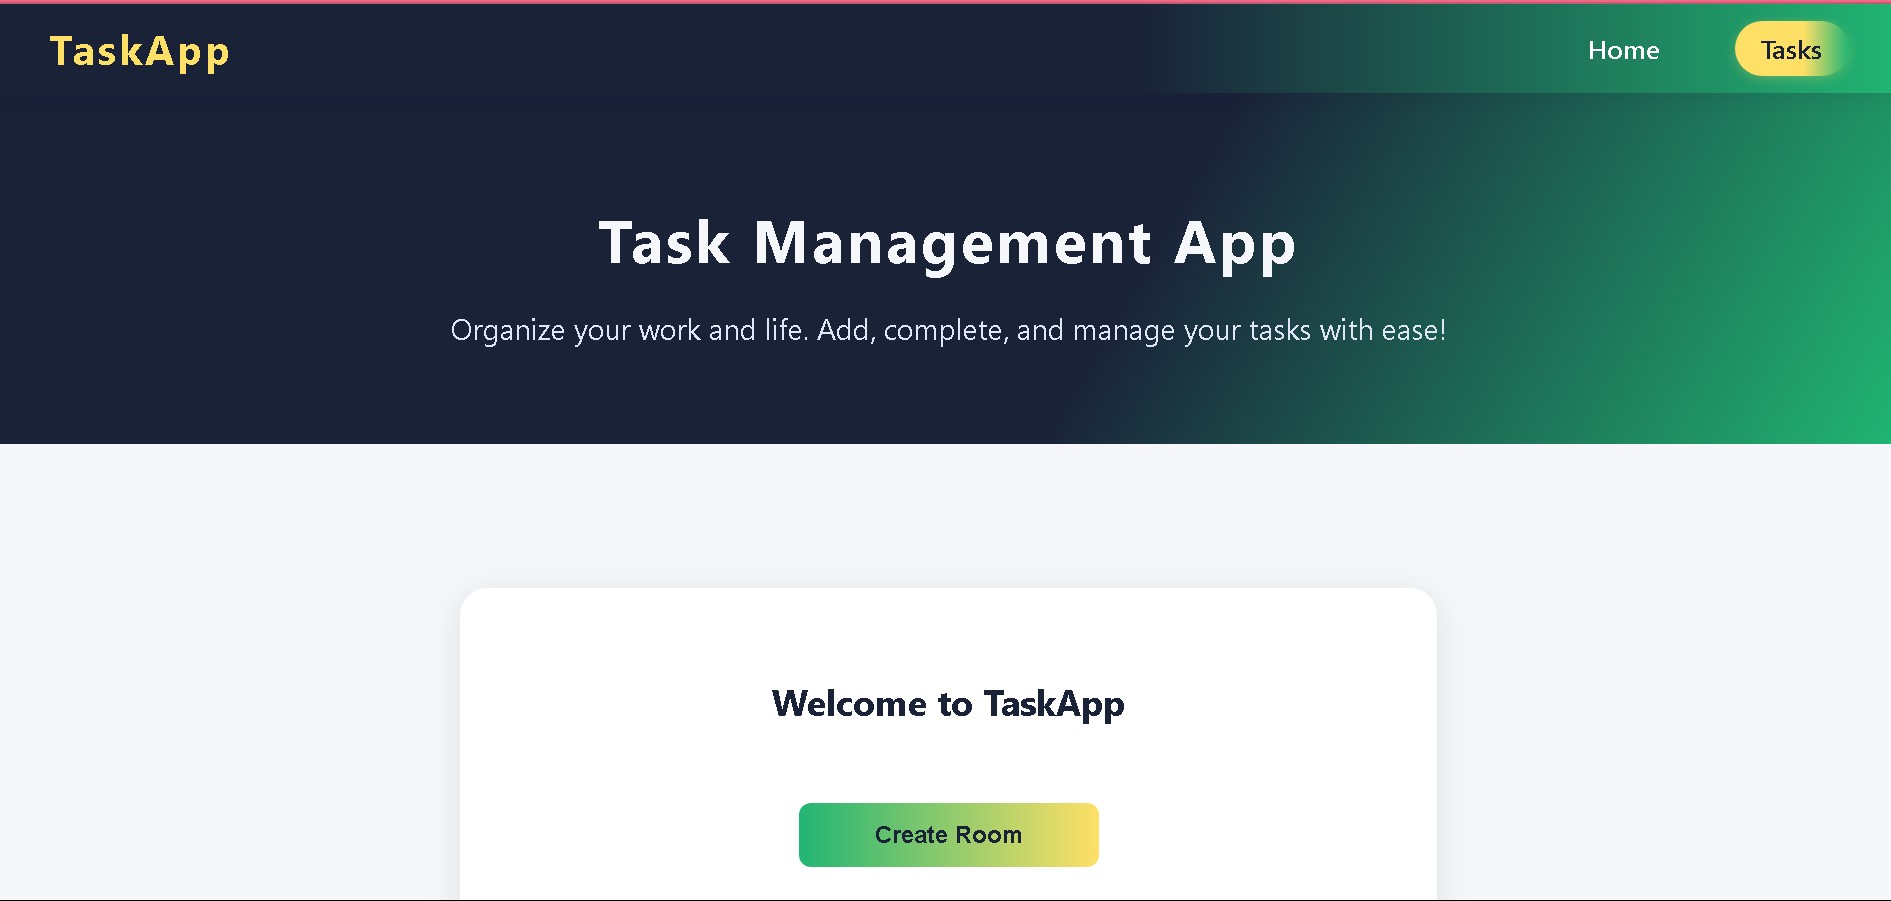 TaskApp
Home
Tasks
Task Management App
Organize your work and life. Add, complete, and manage your tasks with ease!
Welcome to TaskApp
Create Room